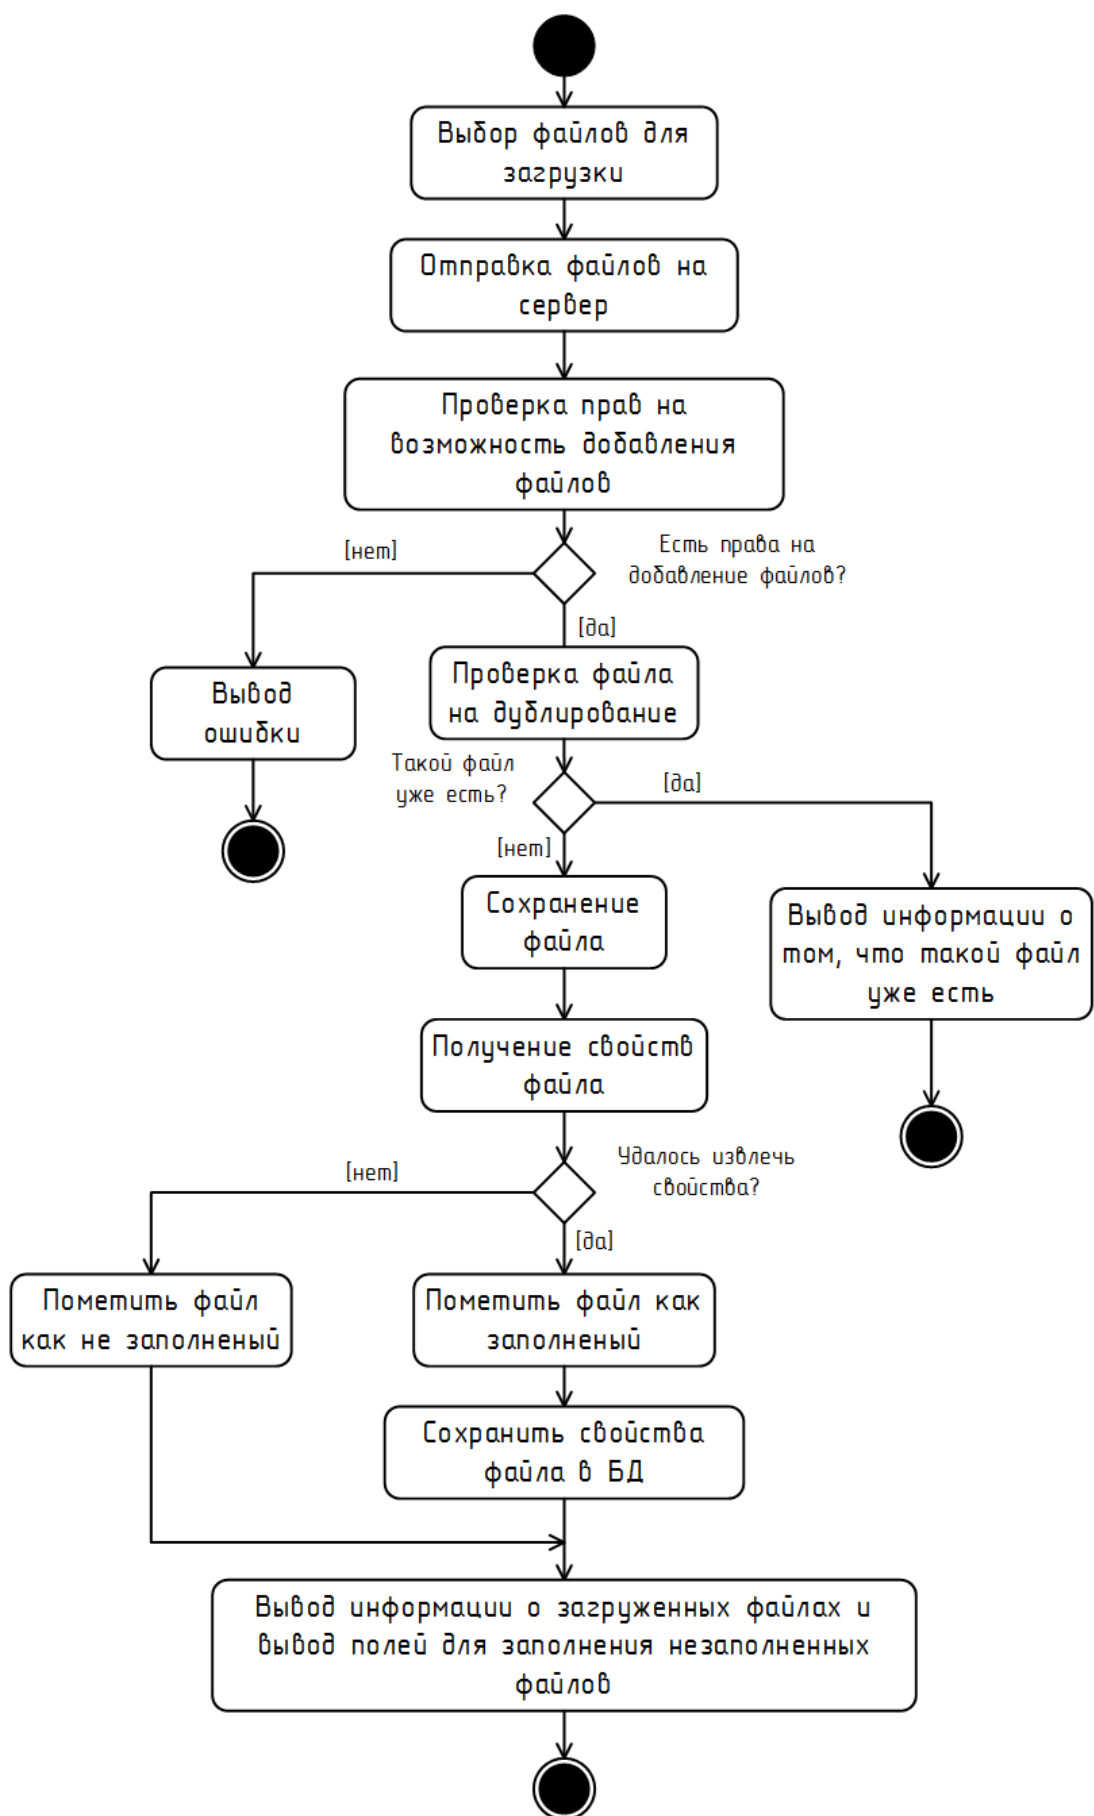 Выбор файлов для
загрузки
Отправка файлов на
сервер
Проверка прав на
возможность добавления
файлов
[нет]
Есть права на
добавление файлов?
[да]
Вывод
ошибки
Проверка файла
на дублирование
Такой файл
уже есть?
[да]
[нет]
Сохранение
файла
Вывод информации о
том, что такой файл
уже есть
Получение свойств
файла
[нет]
Удалось извлечь
свойства?
[да]
Пометить файл
как не заполненый
Пометить файл как
заполненый
Сохранить свойства
файла в БД
Вывод информации о загруженных файлах и
вывод полей для заполнения незаполненных
файлов